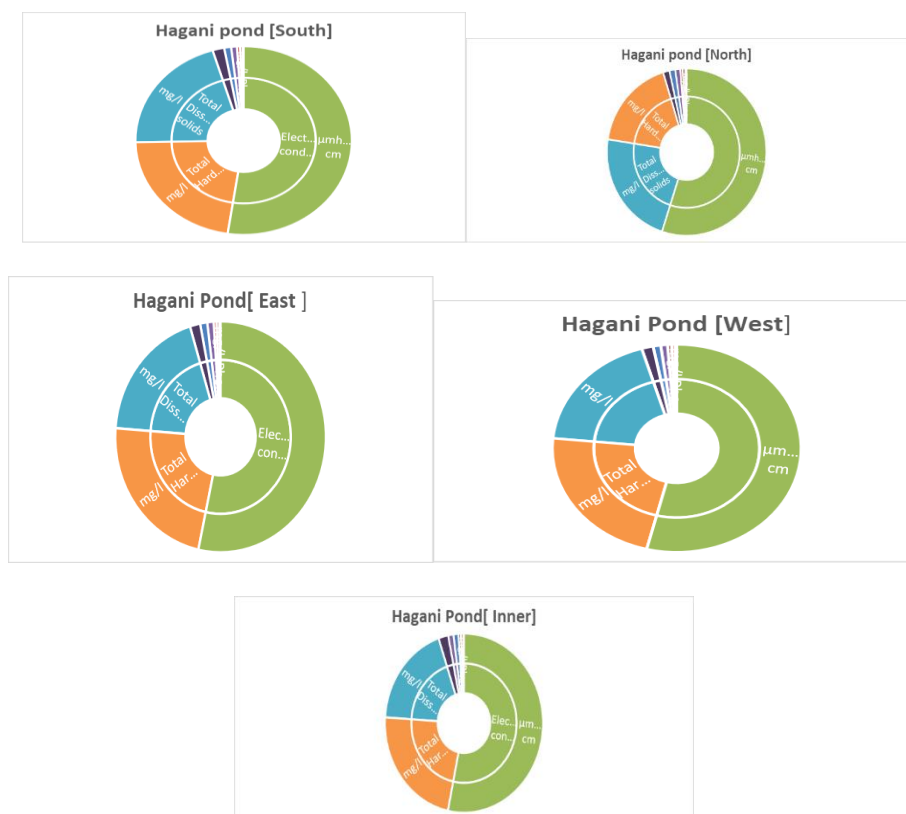 Hagani pond [South]
mg/l
Total
Diss...
solids
mg/l
Total
Hard...
Elect...
cond...
µmh...
cm
Hagani pond [North]
mg/l
Total
Hard...
mg/l
Total
Diss...
solids
µmh...
cm
Hagani Pond[ East ]
mg/l
Total
Diss...
mg/l
Total
Har...
Elec...
con...
Hagani Pond [West]
mg/l
mg/l
Total
Har...
µm...
cm
Hagani Pond[ Inner]
mg/l
Total
Diss...
mg/l
Total
Har...
Elec...
con...
µm...
cm